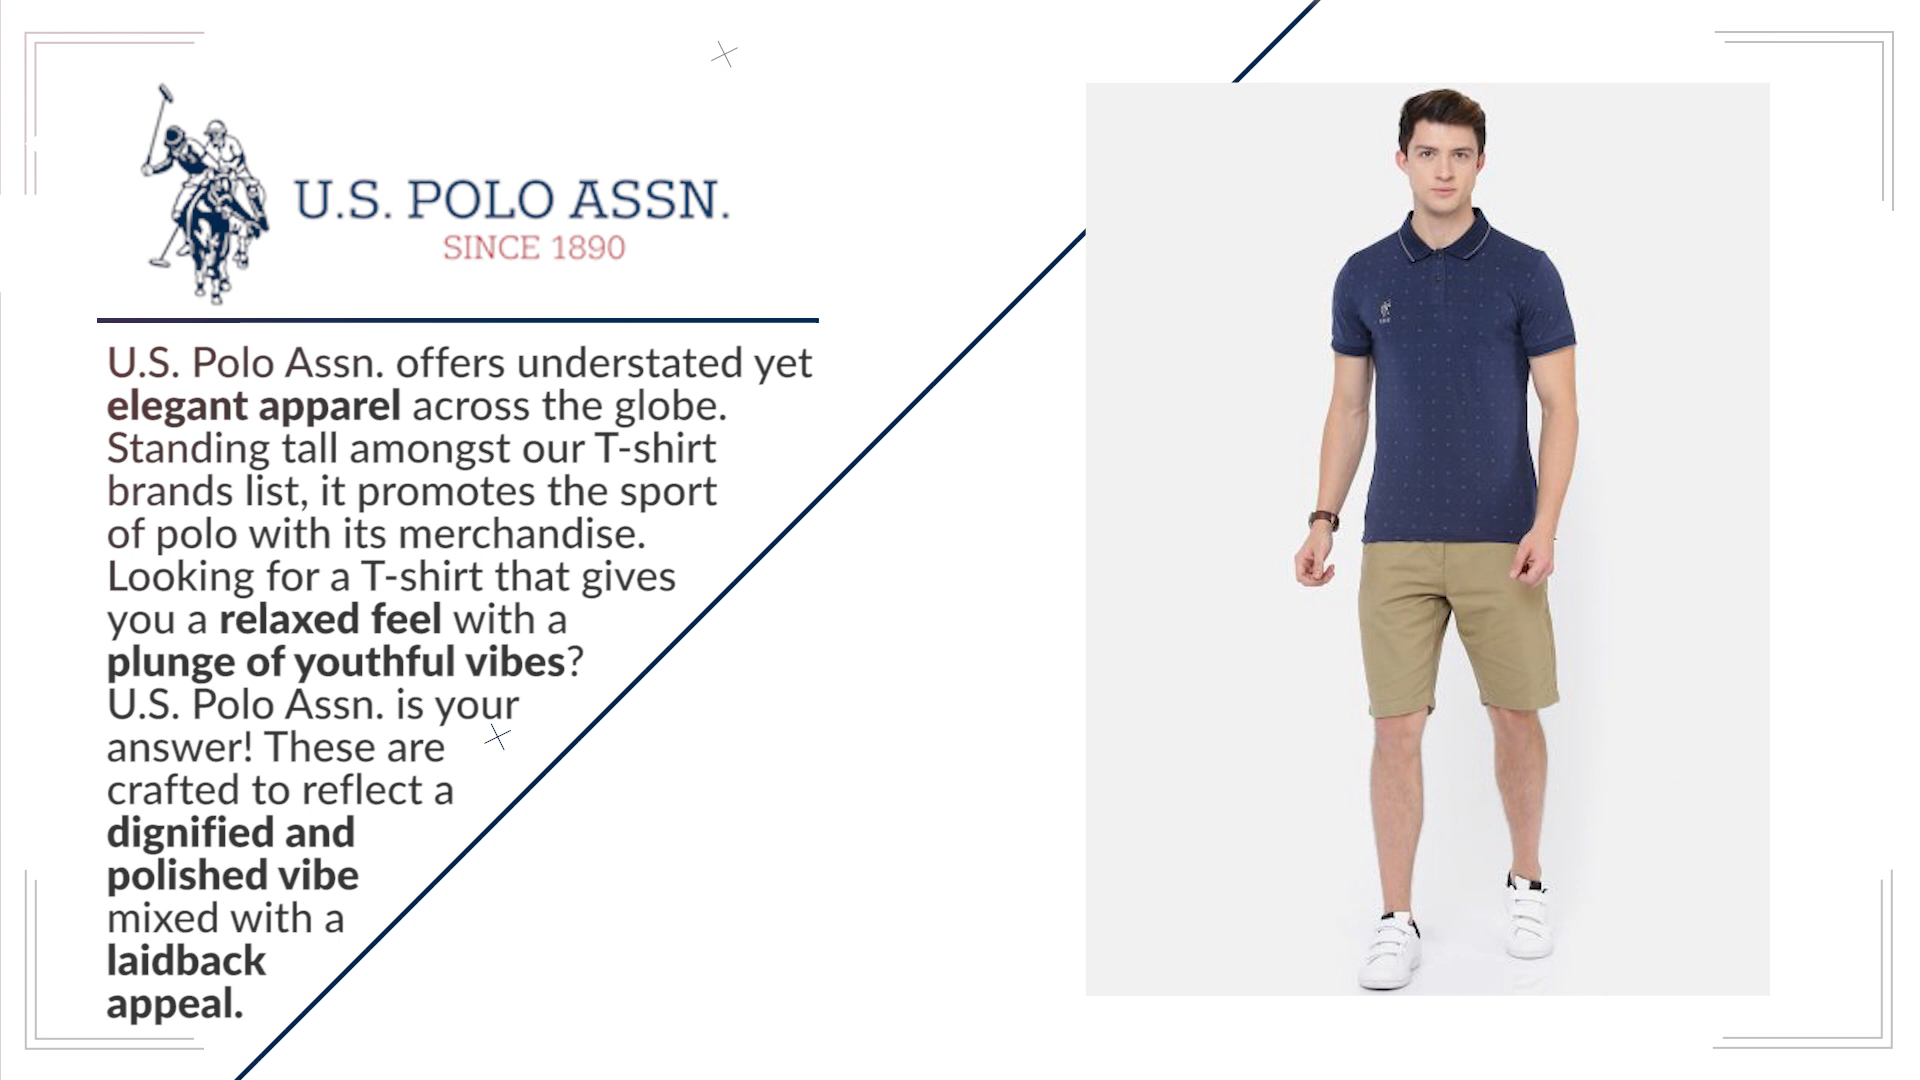 U.S. POLO ASSN.
SINCE 1890
U.S. Polo Assn. offers understated yet
elegant apparel across the globe.
Standing tall amongst our T-shirt
brands list, it promotes the sport
of polo with its merchandise.
Looking for a T-shirt that gives
you a relaxed feel with a
plunge of youthful vibes?
U.S. Polo Assn. is your
answer! These are
crafted to reflect a
dignified and
polished vibe
mixed with a
laidback
appeal.